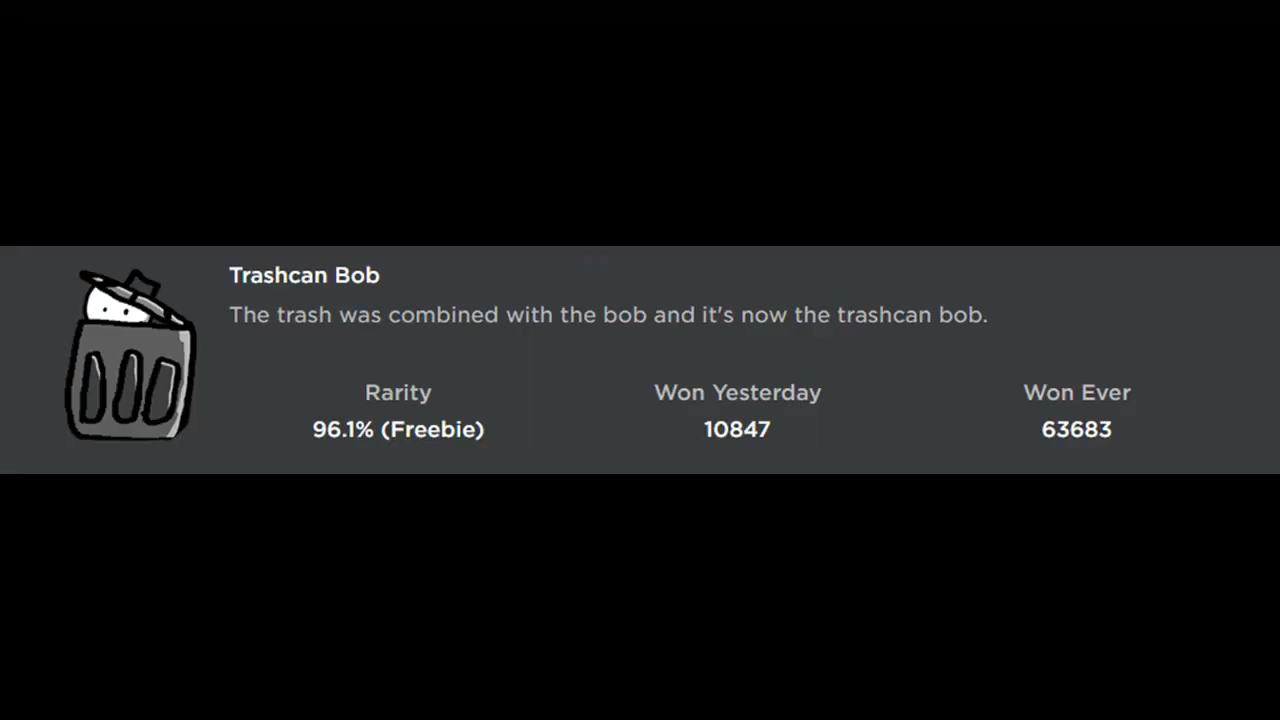 Trashcan Bob
The trash was combined with the bob and it's now the trashcan bob.
Rarity Won Yesterday Won Ever
96.1% (Freebie) 10847 63683